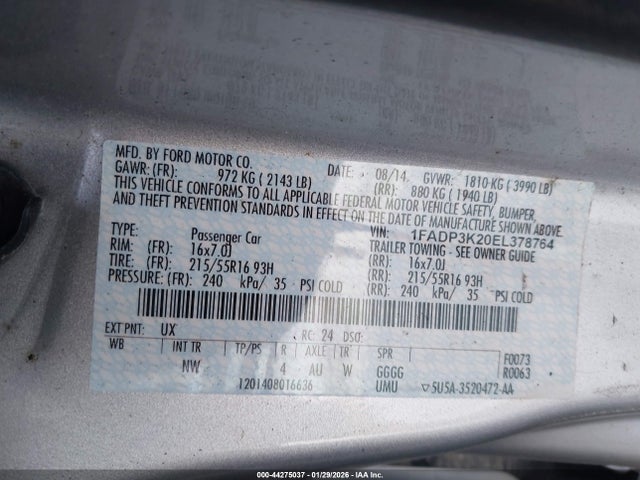 MFD. BY FORD MOTOR CO.
DATE: 08/14 GVWR: 1810 KG ( 3990 LB)
GAWR: (FR): 972 KG ( 2143 LB) (RR): 880 KG ( 1940 LB)
THIS VEHICLE CONFORMS TO ALL APPLICABLE FEDERAL MOTOR VEHICLE SAFETY, BUMPER,
AND THEFT PREVENTION STANDARDS IN EFFECT ON THE DATE OF MANUFACTURE SHOWN ABOVE.
VIN: 1FADP3K20EL378764
TYPE: Passenger Car TRAILER TOWING - SEE OWNER GUIDE
RIM: (FR): 16x7.0J (RR): 16x7.0J
TIRE: (FR): 215/55R16 93H (RR): 215/55R16 93H
PRESSURE: (FR): 240 kPa/ 35 PSI COLD (RR): 240 kPa/ 35 PSI COLD
EXT PNT: UX RC: 24 DSO:
WB INT TR TP/PS R AXLE TR SPR F0073
NW 4 AU W GGGG R0063
1201408016636 UMU ▽5U5A-3520472-AA
000-44275037 - 01/29/2026 - IAA Inc.